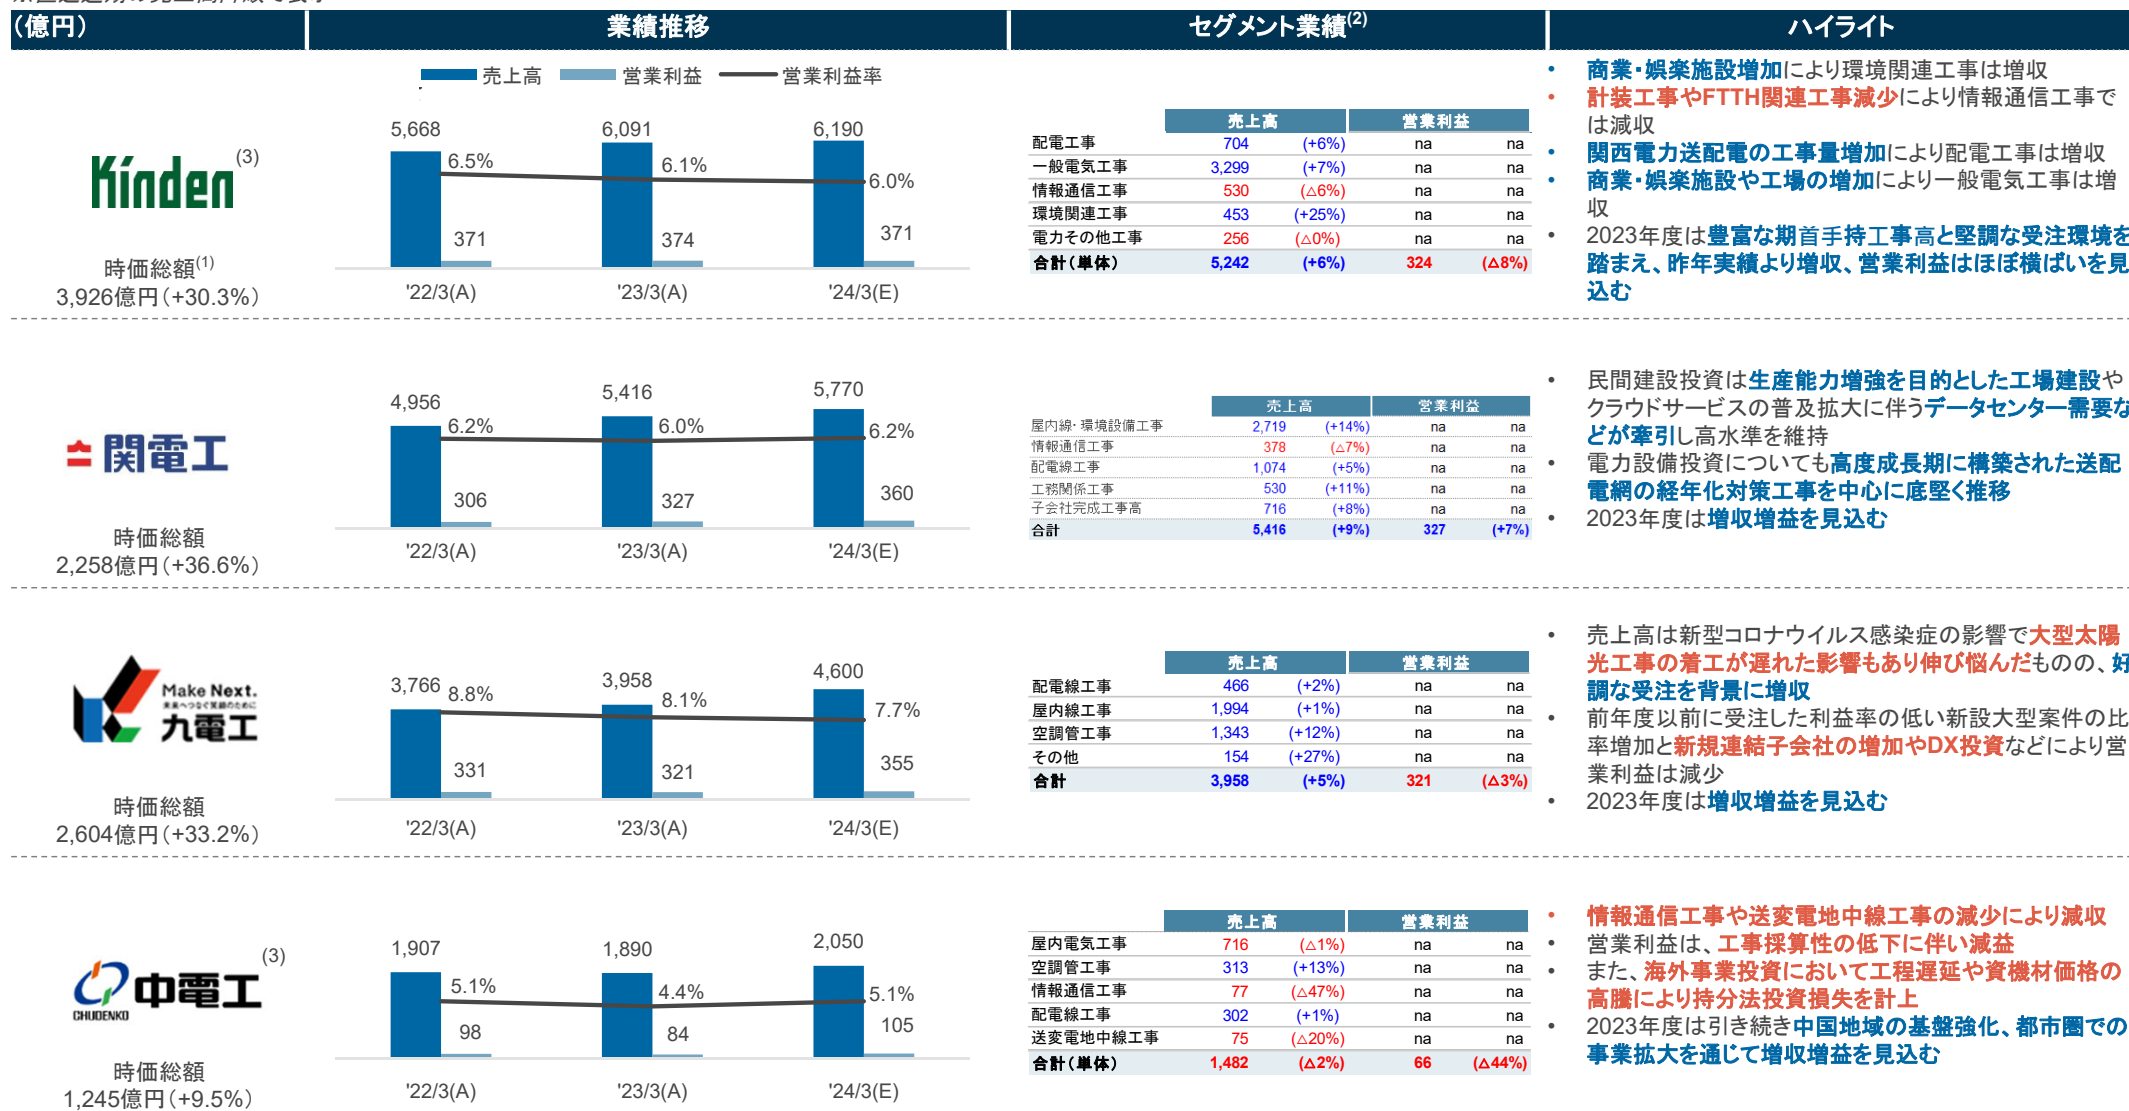 （億円）
業績推移
セグメント業績(2)
ハイライト
Kinden
(3)
時価総額(1)
3,926億円（+30.3%）
売上高 営業利益 営業利益率
5,668 6,091 6,190
6.5% 6.1% 6.0%
371 374 371
'22/3(A) '23/3(A) '24/3(E)
売上高 営業利益
配電工事 704 (+6%) na na
一般電気工事 3,299 (+7%) na na
情報通信工事 530 (△6%) na na
環境関連工事 453 (+25%) na na
電力その他工事 256 (△0%) na na
合計（単体） 5,242 (+6%) 324 (△8%)
• 商業・娯楽施設増加により環境関連工事は増収
• 計装工事やFTTH関連工事減少により情報通信工事で
は減収
• 関西電力送配電の工事量増加により配電工事は増収
• 商業・娯楽施設や工場の増加により一般電気工事は増
収
• 2023年度は豊富な期首手持工事高と堅調な受注環境を
踏まえ、昨年実績より増収、営業利益はほぼ横ばいを見
込む
関電工
時価総額
2,258億円（+36.6%）
4,956 5,416 5,770
6.2% 6.0% 6.2%
306 327 360
'22/3(A) '23/3(A) '24/3(E)
売上高 営業利益
屋内線・環境設備工事 2,719 (+14%) na na
情報通信工事 378 (△7%) na na
配電線工事 1,074 (+5%) na na
工務関係工事 530 (+11%) na na
子会社完成工事高 716 (+8%) na na
合計 5,416 (+9%) 327 (+7%)
• 民間建設投資は生産能力増強を目的とした工場建設や
クラウドサービスの普及拡大に伴うデータセンター需要な
どが牽引し高水準を維持
• 電力設備投資についても高度成長期に構築された送配
電網の経年化対策工事を中心に底堅く推移
• 2023年度は増収増益を見込む
Make Next.
未来へつなぐ笑顔のために
九電工
時価総額
2,604億円（+33.2%）
3,766 3,958 4,600
8.8% 8.1% 7.7%
331 321 355
'22/3(A) '23/3(A) '24/3(E)
売上高 営業利益
配電線工事 466 (+2%) na na
屋内線工事 1,994 (+1%) na na
空調管工事 1,343 (+12%) na na
その他 154 (+27%) na na
合計 3,958 (+5%) 321 (△3%)
• 売上高は新型コロナウイルス感染症の影響で大型太陽
光工事の着工が遅れた影響もあり伸び悩んだものの、好
調な受注を背景に増収
• 前年度以前に受注した利益率の低い新設大型案件の比
率増加と新規連結子会社の増加やDX投資などにより営
業利益は減少
• 2023年度は増収増益を見込む
中電工
CHUDENKO
(3)
時価総額
1,245億円（+9.5%）
1,907 1,890 2,050
5.1% 4.4% 5.1%
98 84 105
'22/3(A) '23/3(A) '24/3(E)
売上高 営業利益
屋内電気工事 716 (△1%) na na
空調管工事 313 (+13%) na na
情報通信工事 77 (△47%) na na
配電線工事 302 (+1%) na na
送変電地中線工事 75 (△20%) na na
合計（単体） 1,482 (△2%) 66 (△44%)
• 情報通信工事や送変電地中線工事の減少により減収
• 営業利益は、工事採算性の低下に伴い減益
• また、海外事業投資において工程遅延や資機材価格の
高騰により持分法投資損失を計上
• 2023年度は引き続き中国地域の基盤強化、都市圏での
事業拡大を通じて増収増益を見込む